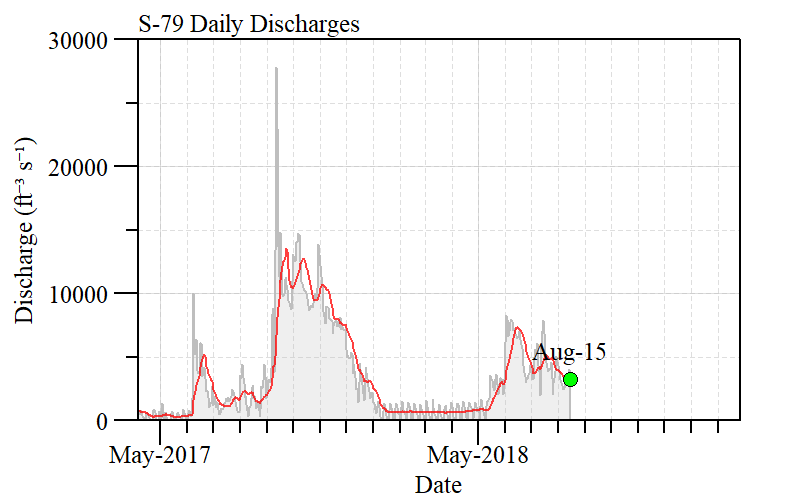 S-79 Daily Discharges
30000
20000
10000
0
Discharge (ft⁻³ s⁻¹)
Aug-15
May-2017
May-2018
Date